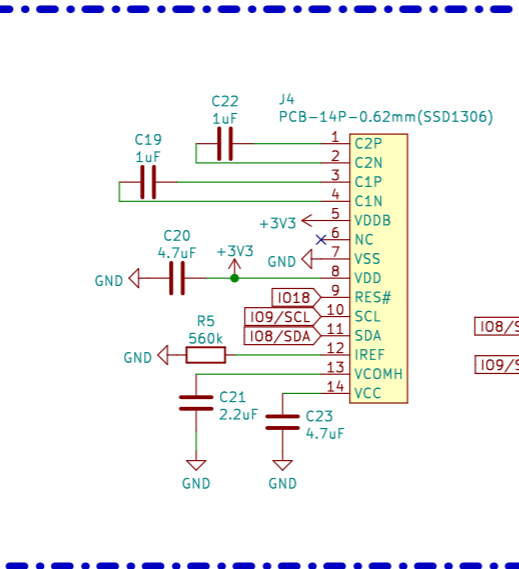 C22
1uF
J4
PCB-14P-0.62mm(SSD1306)
C19
1uF
1 C2P
2 C2N
3 C1P
4 C1N
+3V3 5 VDDB
6 NC
C20
4.7uF
+3V3
GND 7 VSS
GND
8 VDD
IO18 9 RES#
IO9/SCL 10 SCL
IO8/SDA 11 SDA
R5
560k
GND
12 IREF
13 VCOMH
14 VCC
C21
2.2uF
C23
4.7uF
GND
GND
IO8/S
IO9/S